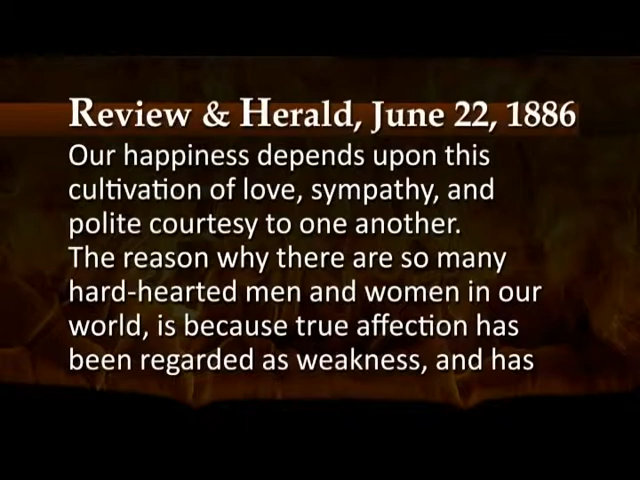 Review & Herald, June 22, 1886
Our happiness depends upon this
cultivation of love, sympathy, and
polite courtesy to one another.
The reason why there are so many
hard-hearted men and women in our
world, is because true affection has
been regarded as weakness, and has